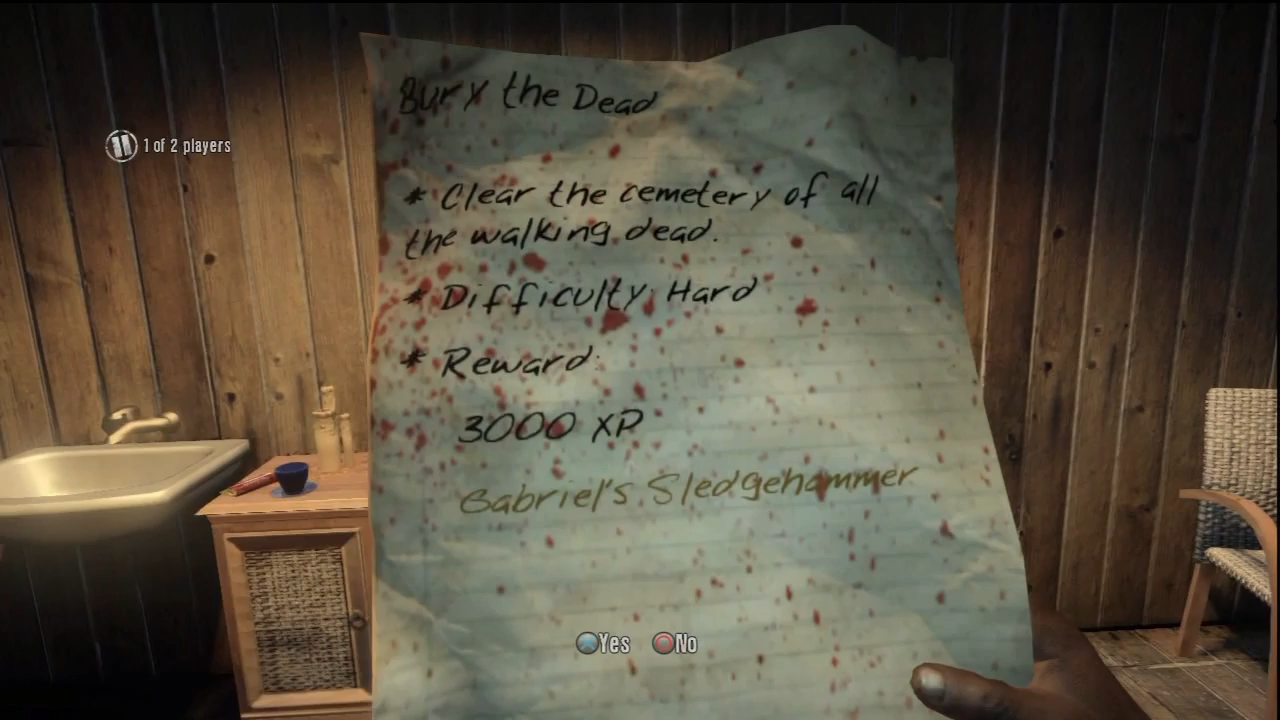 1 of 2 players
Bury the Dead
* Clear the cemetery of all
the walking dead.
* Difficulty: Hard
* Reward:
3000 XP
Gabriel's Sledgehammer
Yes No